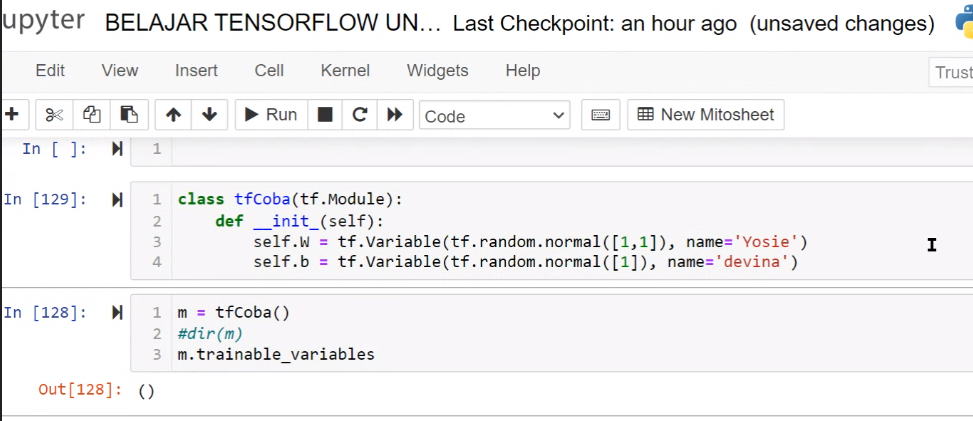 upyter BELAJAR TENSORFLOW UN... Last Checkpoint: an hour ago (unsaved changes)
Edit View Insert Cell Kernel Widgets Help Trust
Run Code New Mitosheet
In [ ]: 1
In [129]: 1 class tfCoba(tf.Module):
2 def __init_(self):
3 self.W = tf.Variable(tf.random.normal([1,1]), name='Yosie')
4 self.b = tf.Variable(tf.random.normal([1]), name='devina')
In [128]: 1 m = tfCoba()
2 #dir(m)
3 m.trainable_variables
Out[128]: ()